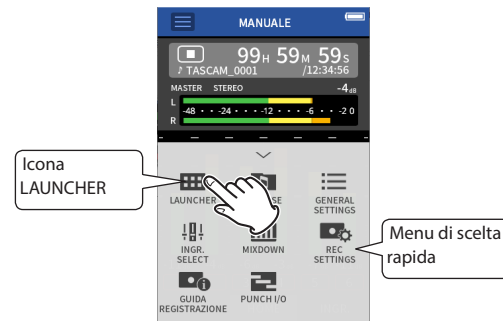 MANUALE
99H 59M 59s
♪ TASCAM_0001 /12:34:56
MASTER STEREO -4dB
L
-48 · · -24 · · -12 · · · -6 · · -2 0
R
Icona
LAUNCHER
LAUNCHER
SE
GENERAL
SETTINGS
Menu di scelta
rapida
INGR.
SELECT
MIXDOWN
REC
SETTINGS
GUIDA
REGISTRAZIONE
PUNCH I/O